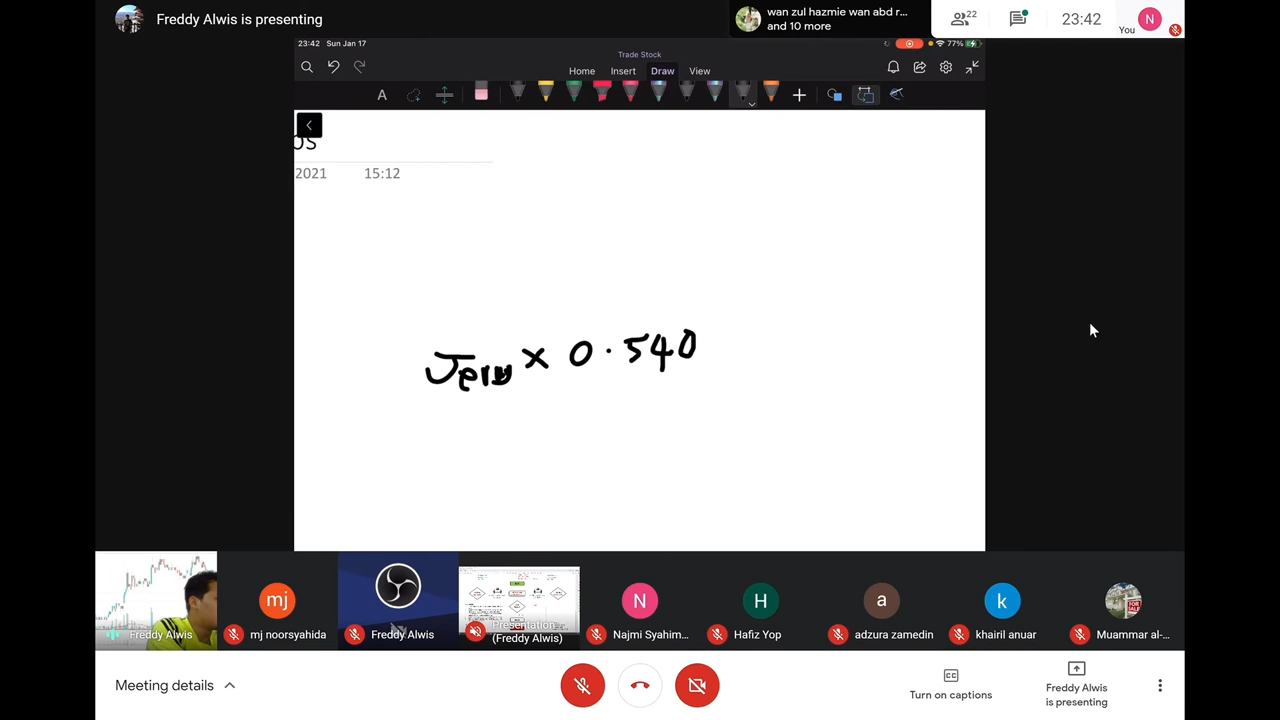 Freddy Alwis is presenting
wan zul hazmie wan abd r...
and 10 more
22
23:42
You
N
23:42 Sun Jan 17
77%
Trade Stock
Home
Insert
Draw
View
A
os
2021
15:12
× 0.540
Freddy Alwis
mj
mj noorsyahida
Freddy Alwis
Presentation
(Freddy Alwis)
N
Najmi Syahim...
H
Hafiz Yop
a
adzura zamedin
k
khairil anuar
FOR
SALE
Muammar al-...
Meeting details
Turn on captions
Freddy Alwis
is presenting